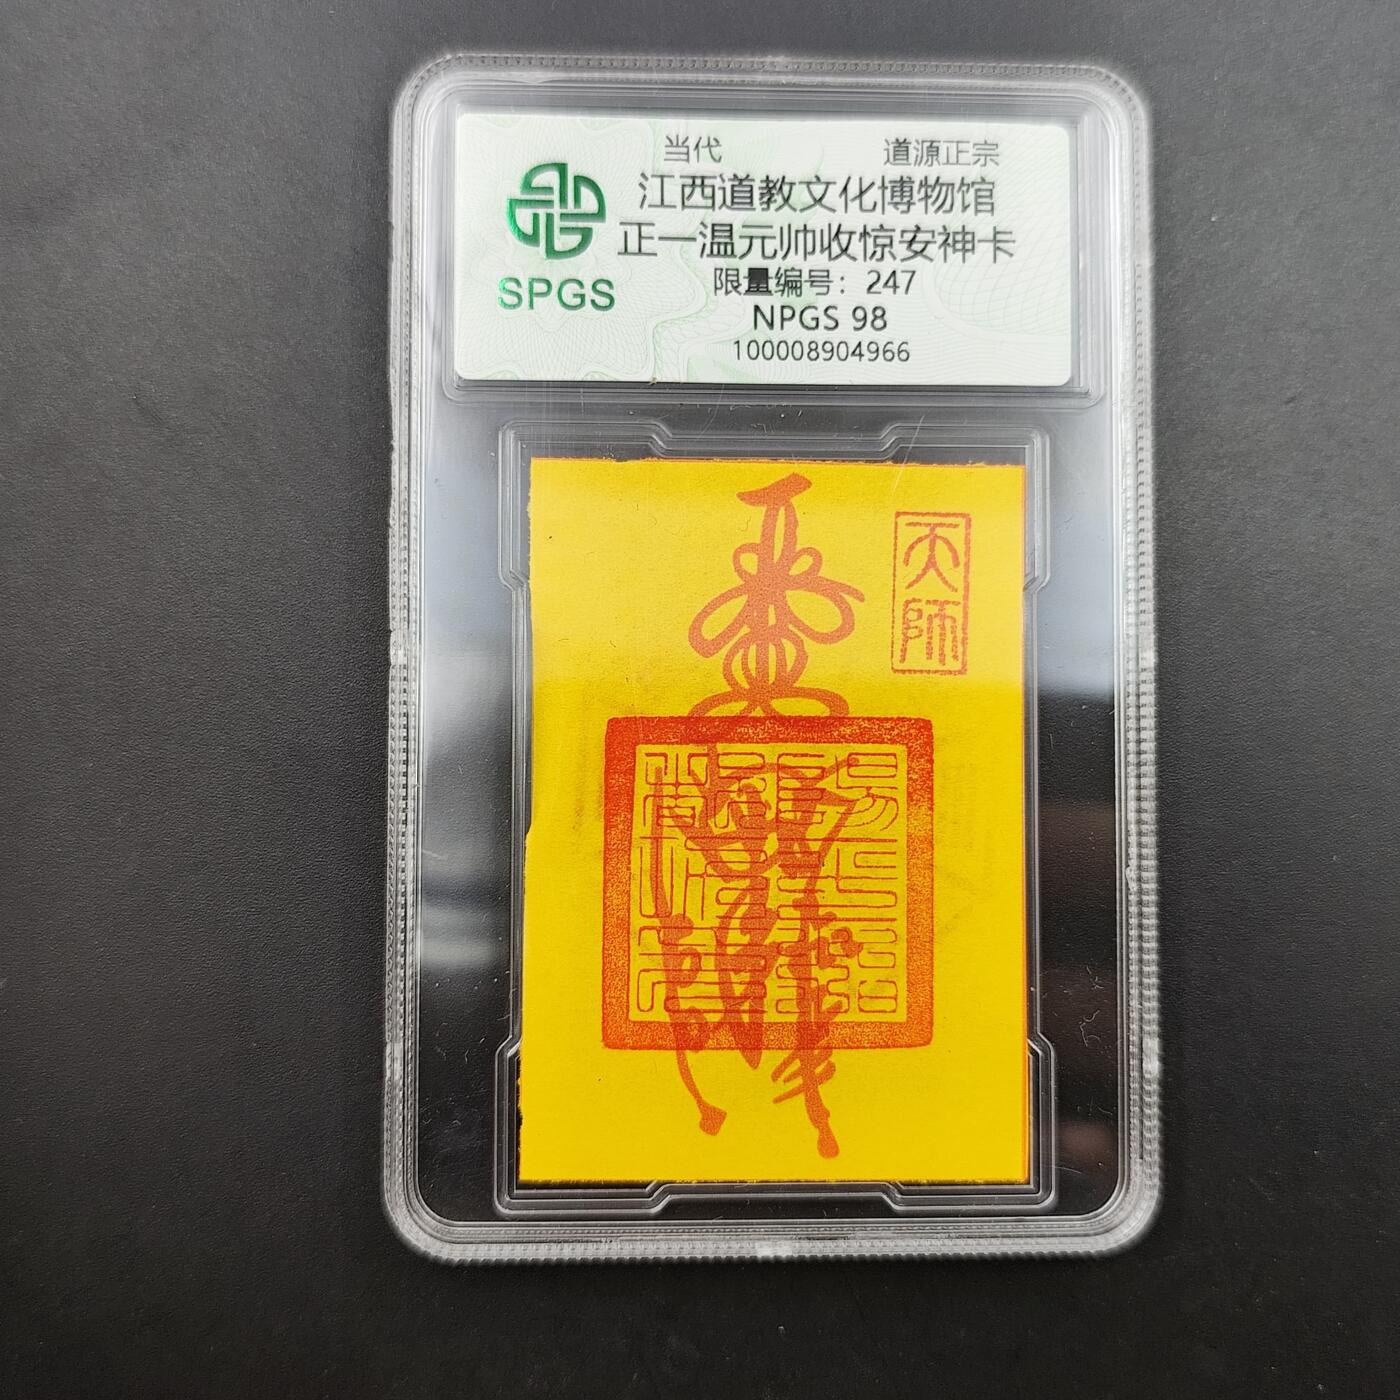 当代 道源正宗
江西道教文化博物馆
正一温元帅收惊安神卡
限量编号：247
NPGS 98
100008904966
SPGS
天师